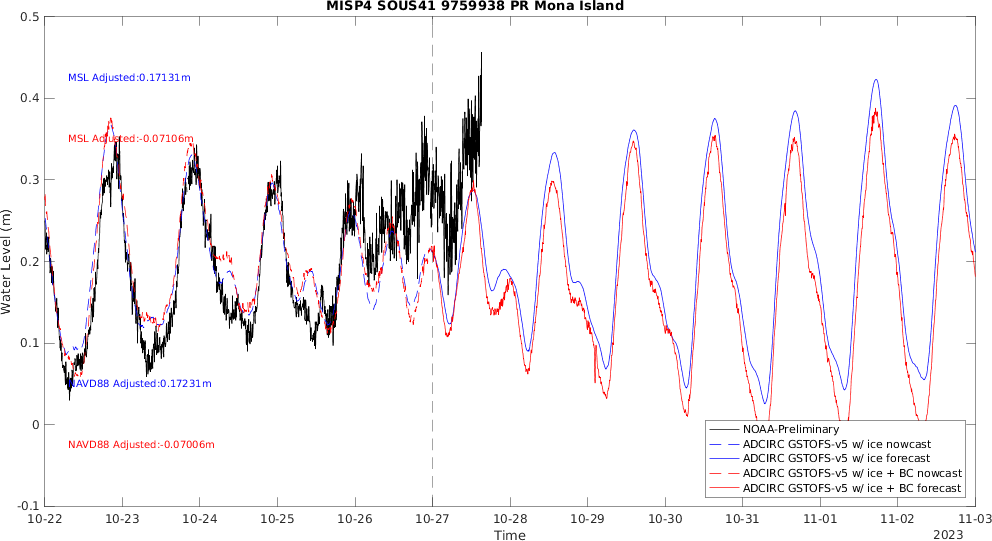 MISP4 SOUS41 9759938 PR Mona Island
0.5
0.4
0.3
0.2
0.1
0
-0.1
Water Level (m)
MSL Adjusted:0.17131m
MSL Adjusted:-0.07106m
NAVD88 Adjusted:0.17231m
NAVD88 Adjusted:-0.07006m
NOAA-Preliminary
ADCIRC GSTOFS-v5 w/ ice nowcast
ADCIRC GSTOFS-v5 w/ ice forecast
ADCIRC GSTOFS-v5 w/ ice + BC nowcast
ADCIRC GSTOFS-v5 w/ ice + BC forecast
10-22 10-23 10-24 10-25 10-26 10-27 10-28 10-29 10-30 10-31 11-01 11-02 11-03
Time
2023